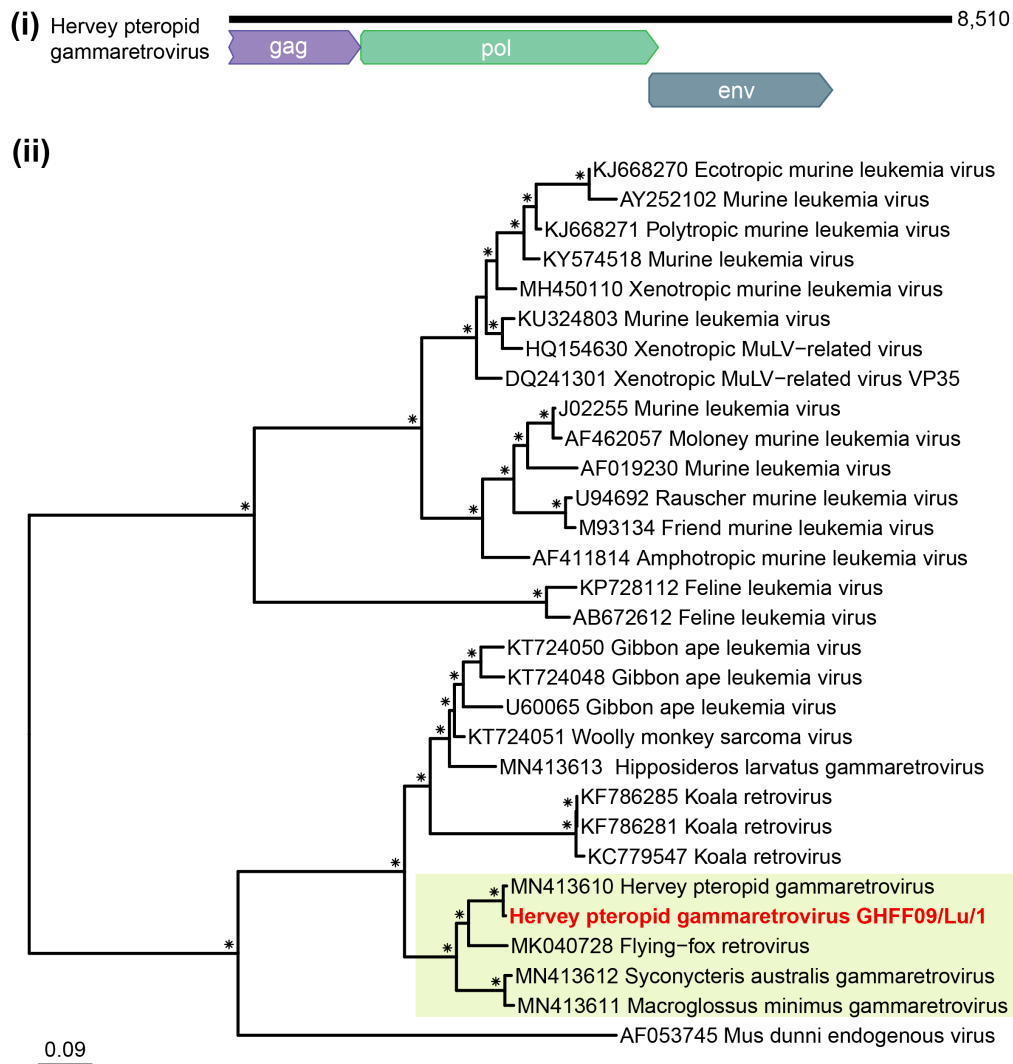 (i) Hervey pteropid
gammaretrovirus
8,510
gag
pol
env
(ii)
KJ668270 Ecotropic murine leukemia virus
AY252102 Murine leukemia virus
KJ668271 Polytropic murine leukemia virus
KY574518 Murine leukemia virus
MH450110 Xenotropic murine leukemia virus
KU324803 Murine leukemia virus
HQ154630 Xenotropic MuLV−related virus
DQ241301 Xenotropic MuLV−related virus VP35
J02255 Murine leukemia virus
AF462057 Moloney murine leukemia virus
AF019230 Murine leukemia virus
U94692 Rauscher murine leukemia virus
M93134 Friend murine leukemia virus
AF411814 Amphotropic murine leukemia virus
KP728112 Feline leukemia virus
AB672612 Feline leukemia virus
KT724050 Gibbon ape leukemia virus
KT724048 Gibbon ape leukemia virus
U60065 Gibbon ape leukemia virus
KT724051 Woolly monkey sarcoma virus
MN413613 Hipposideros larvatus gammaretrovirus
KF786285 Koala retrovirus
KF786281 Koala retrovirus
KC779547 Koala retrovirus
MN413610 Hervey pteropid gammaretrovirus
Hervey pteropid gammaretrovirus GHFF09/Lu/1
MK040728 Flying−fox retrovirus
MN413612 Syconycteris australis gammaretrovirus
MN413611 Macroglossus minimus gammaretrovirus
AF053745 Mus dunni endogenous virus
0.09